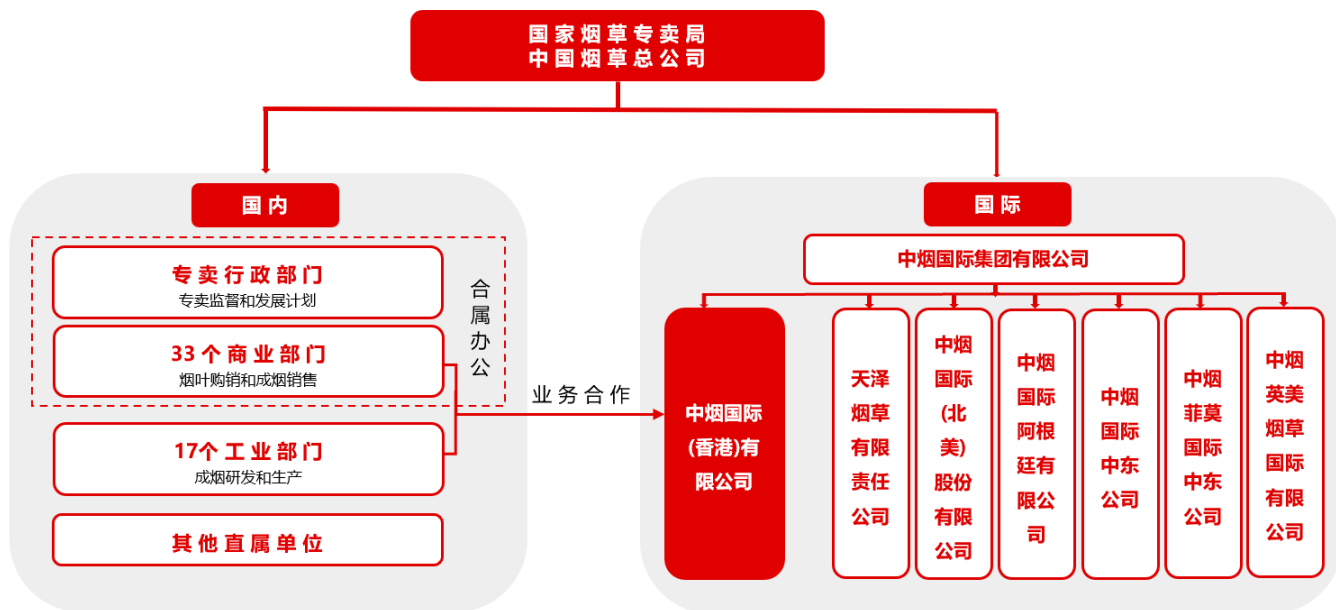 国家烟草专卖局
中国烟草总公司
国内
专卖行政部门
专卖监督和发展计划
33个商业部门
烟叶购销和成烟销售
合
属
办
公
17个工业部门
成烟研发和生产
其他直属单位
业务合作
国际
中烟国际集团有限公司
中烟国际
(香港)有
限公司
天泽
烟草
有限
责任
公司
中烟
国际
(北
美)
股份
有限
公司
中烟
国际
阿根
廷有
限公
司
中烟
国际
中东
公司
中烟
菲莫
国际
中东
公司
中烟
英美
烟草
国际
有限
公司